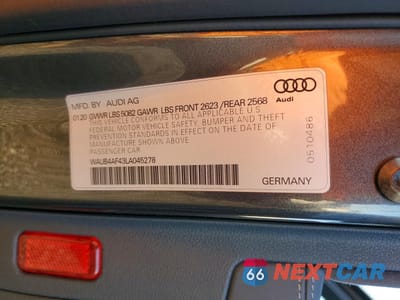 MFD. BY AUDI AG
01/20 GVWR LBS 5082 GAWR LBS FRONT 2623 /REAR 2568
THIS VEHICLE CONFORMS TO ALL APPLICABLE U.S.
FEDERAL MOTOR VEHICLE SAFETY, BUMPER AND THEFT
PREVENTION STANDARDS IN EFFECT ON THE DATE OF
MANUFACTURE SHOWN ABOVE
PASSENGER CAR
WAUB4AF43LA045278
Audi
0510486
GERMANY
66 NEXTCAR